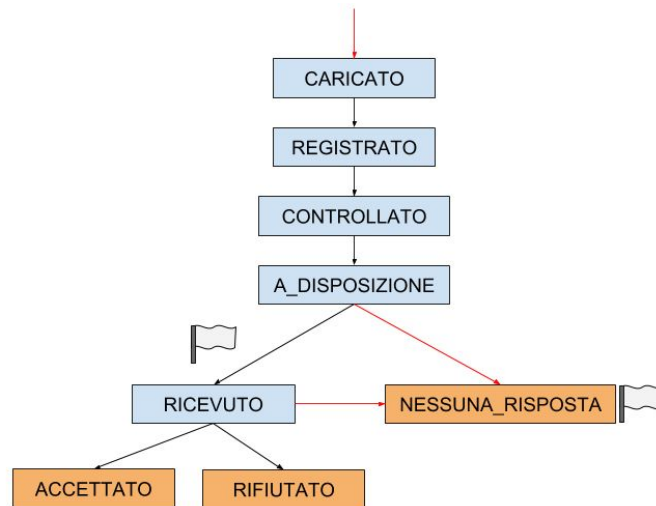 CARICATO
REGISTRATO
CONTROLLATO
A_DISPOSIZIONE
RICEVUTO
NESSUNA_RISPOSTA
ACCETTATO
RIFIUTATO